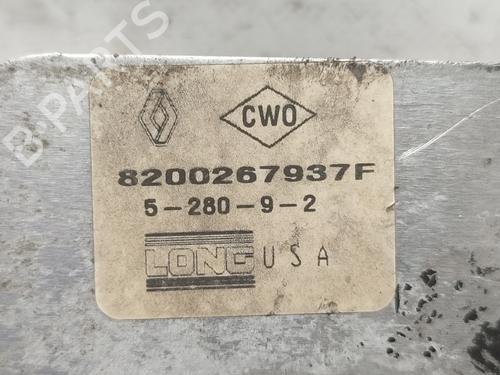 B-PARTS
CWO
8200267937F
5-280-9-2
LONG USA